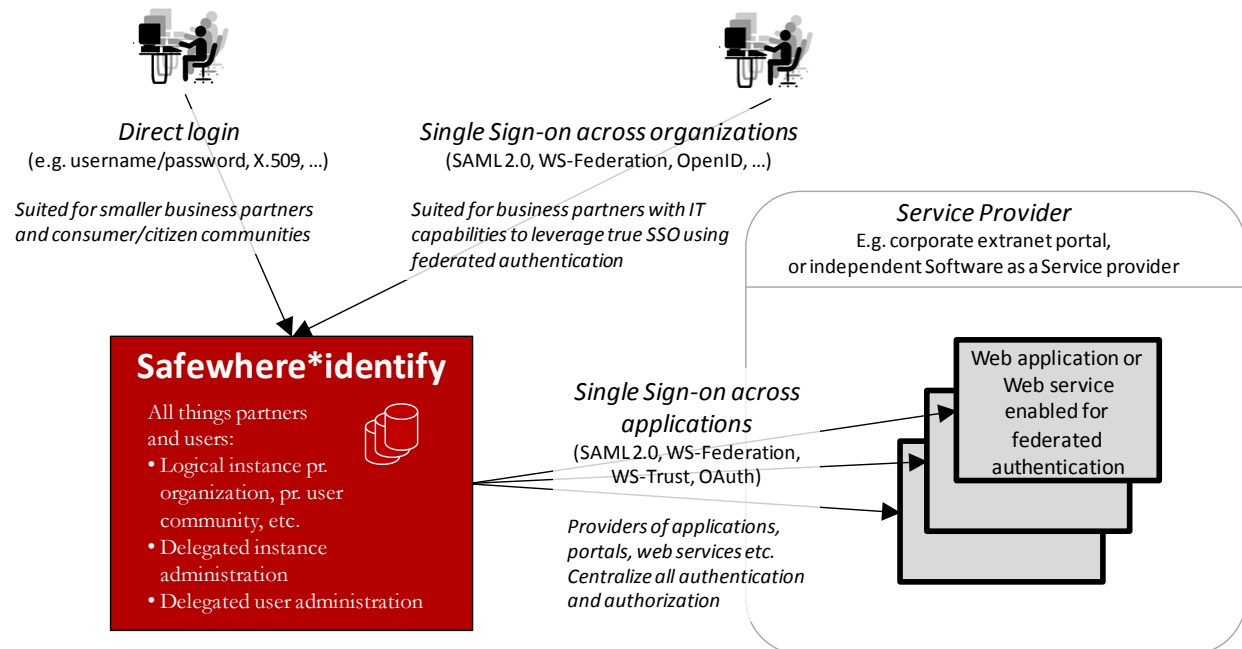 Direct login
(e.g. username/password, X.509, …)
Suited for smaller business partners
and consumer/citizen communities
Single Sign-on across organizations
(SAML 2.0, WS-Federation, OpenID, …)
Suited for business partners with IT
capabilities to leverage true SSO using
federated authentication
Service Provider
E.g. corporate extranet portal,
or independent Software as a Service provider
Safewhere*identify
All things partners
and users:
• Logical instance pr.
organization, pr. user
community, etc.
• Delegated instance
administration
• Delegated user administration
Single Sign-on across
applications
(SAML 2.0, WS-Federation,
WS-Trust, OAuth)
Providers of applications,
portals, web services etc.
Centralize all authentication
and authorization
Web application or
Web service
enabled for
federated
authentication